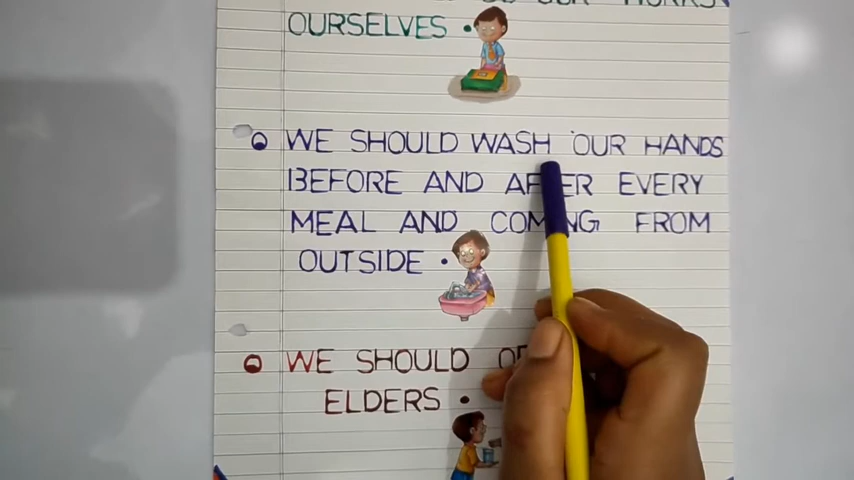 OURSELVES.
WE SHOULD WASH OUR HANDS
BEFORE AND AFTER EVERY
MEAL AND COMING FROM
OUTSIDE.
WE SHOULD
ELDERS.